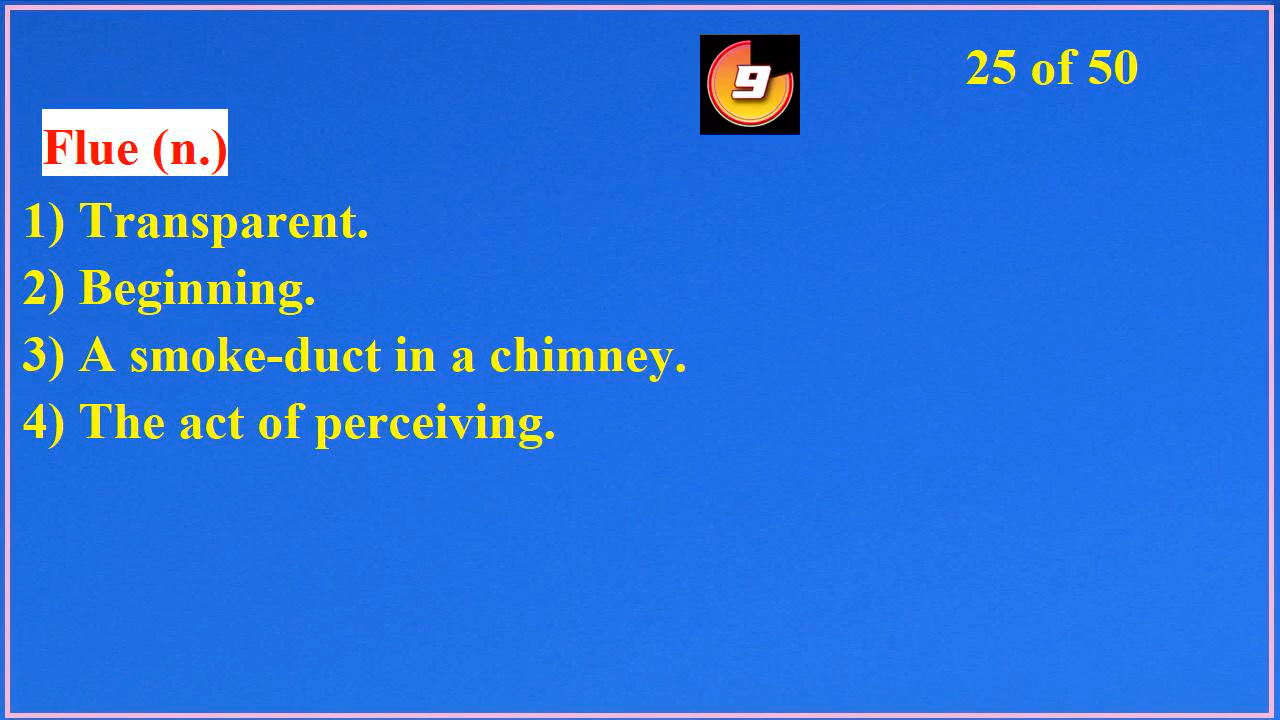 9
25 of 50
Flue (n.)
1) Transparent.
2) Beginning.
3) A smoke-duct in a chimney.
4) The act of perceiving.